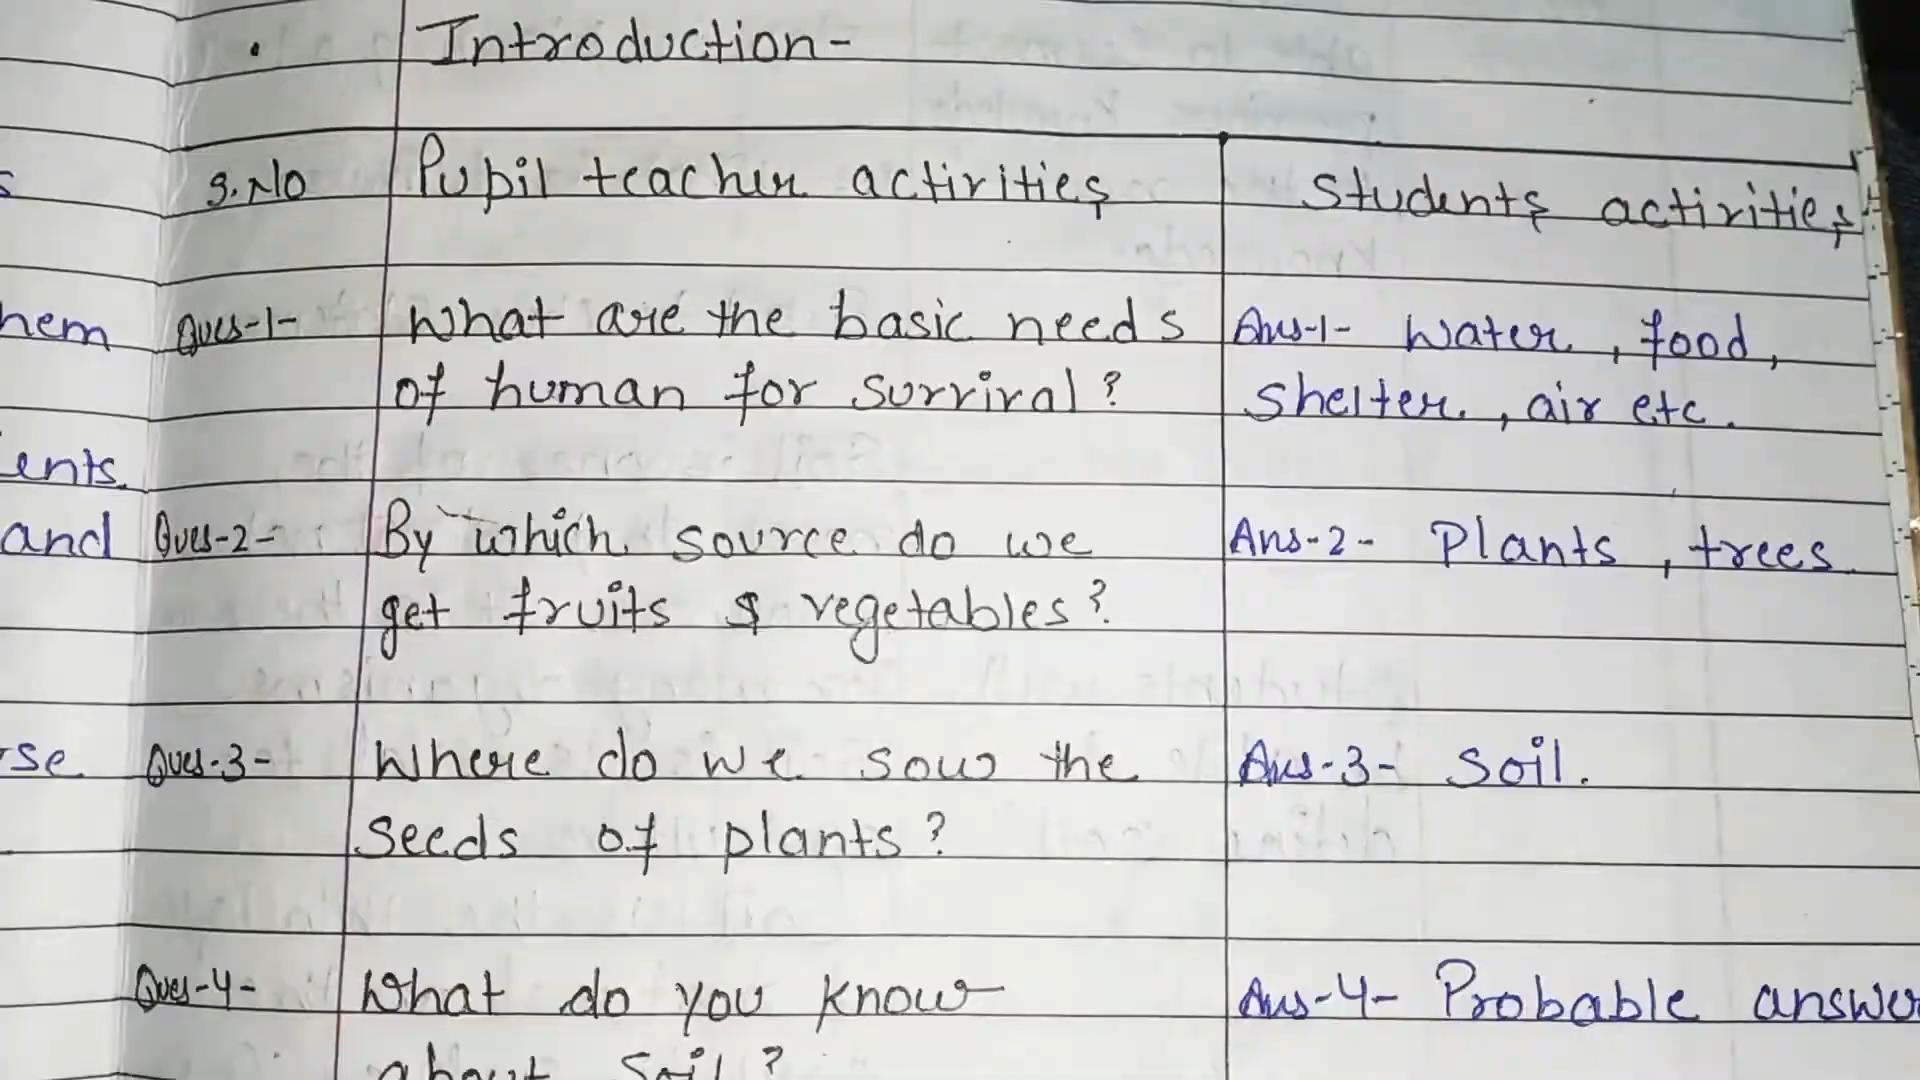 Introduction-
S.No Pupil teacher activities Students activities
hem Ques-1- What are the basic needs Ans-1- Water, food,
of human for survival? shelter, air etc.
ents.
and Ques-2- By which source do we Ans-2- Plants, trees.
get fruits & vegetables?
se Ques-3- Where do we sow the Ans-3- Soil.
seeds of plants?
Ques-4- What do you know Ans-4- Probable answe
about soil?